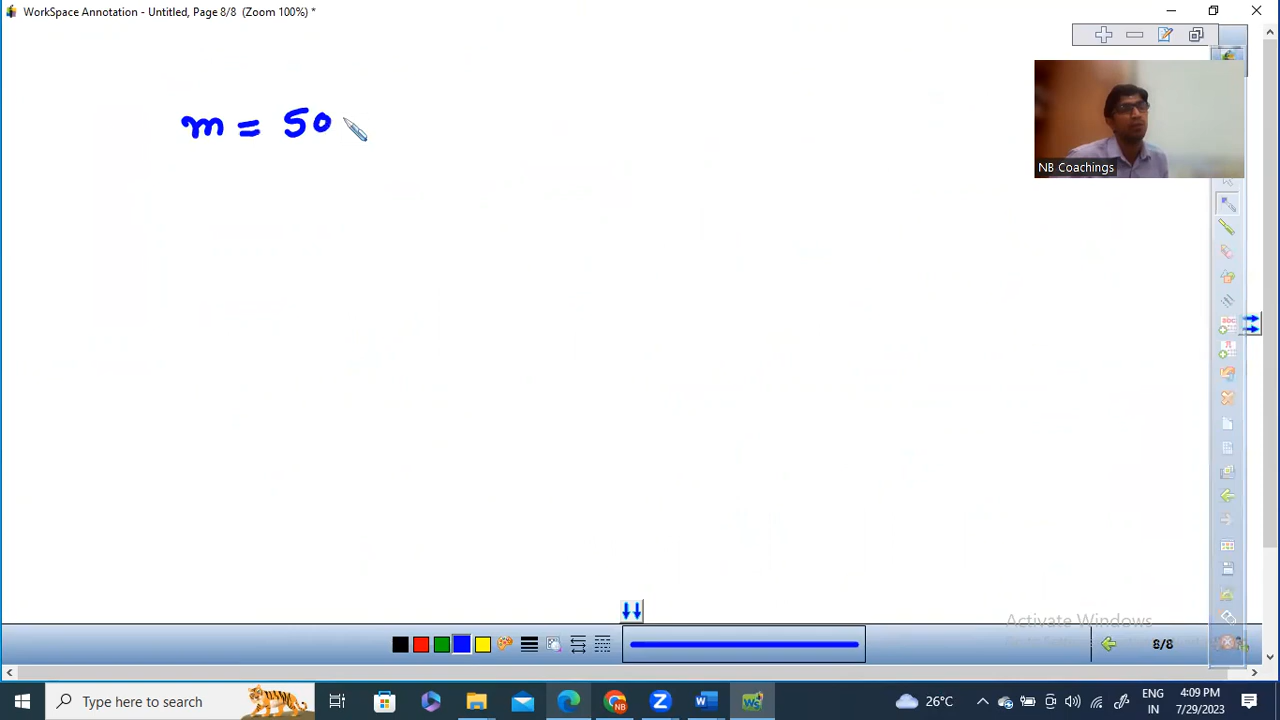 WorkSpace Annotation - Untitled, Page 8/8 (Zoom 100%) *
m = 50
NB Coachings
Activate Windows
8/8
Type here to search
26°C
ENG
IN
4:09 PM
7/29/2023